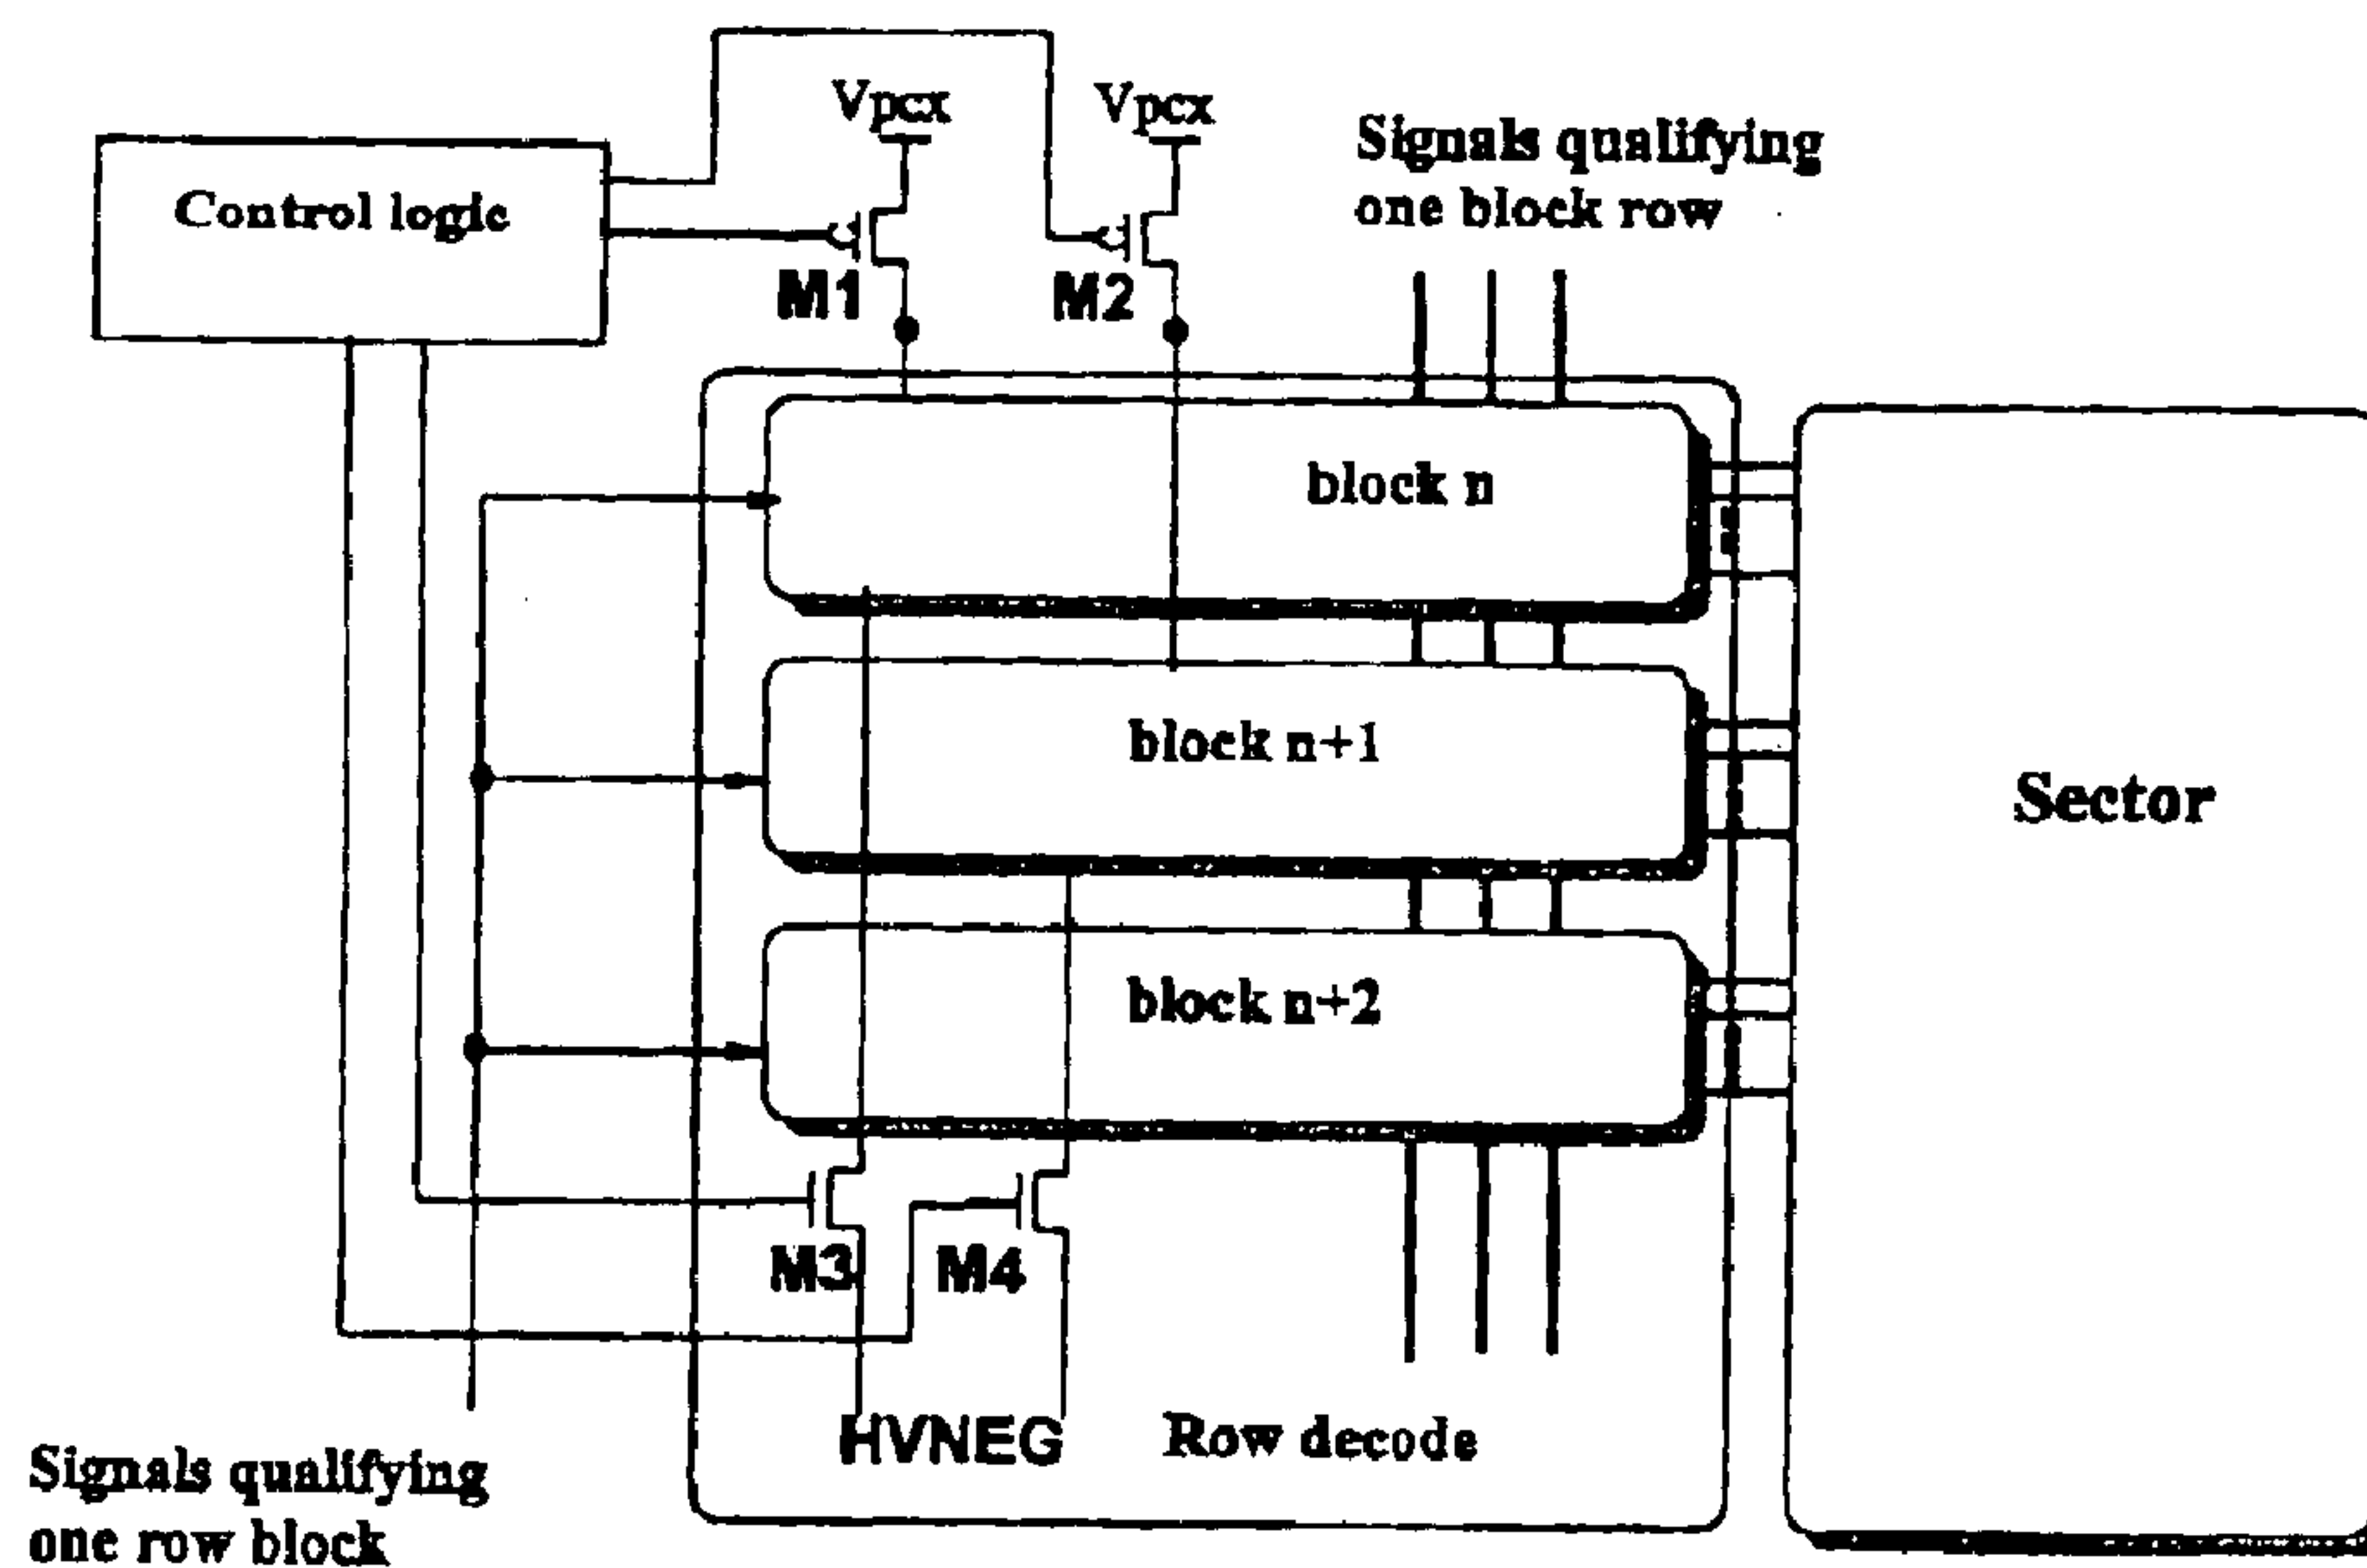 Vpcx
Vpcx
Signals qualifying
one block row
Control logic
M1
M2
block n
block n+1
Sector
block n+2
M3
M4
HVNEG
Row decode
Signals qualifying
one row block